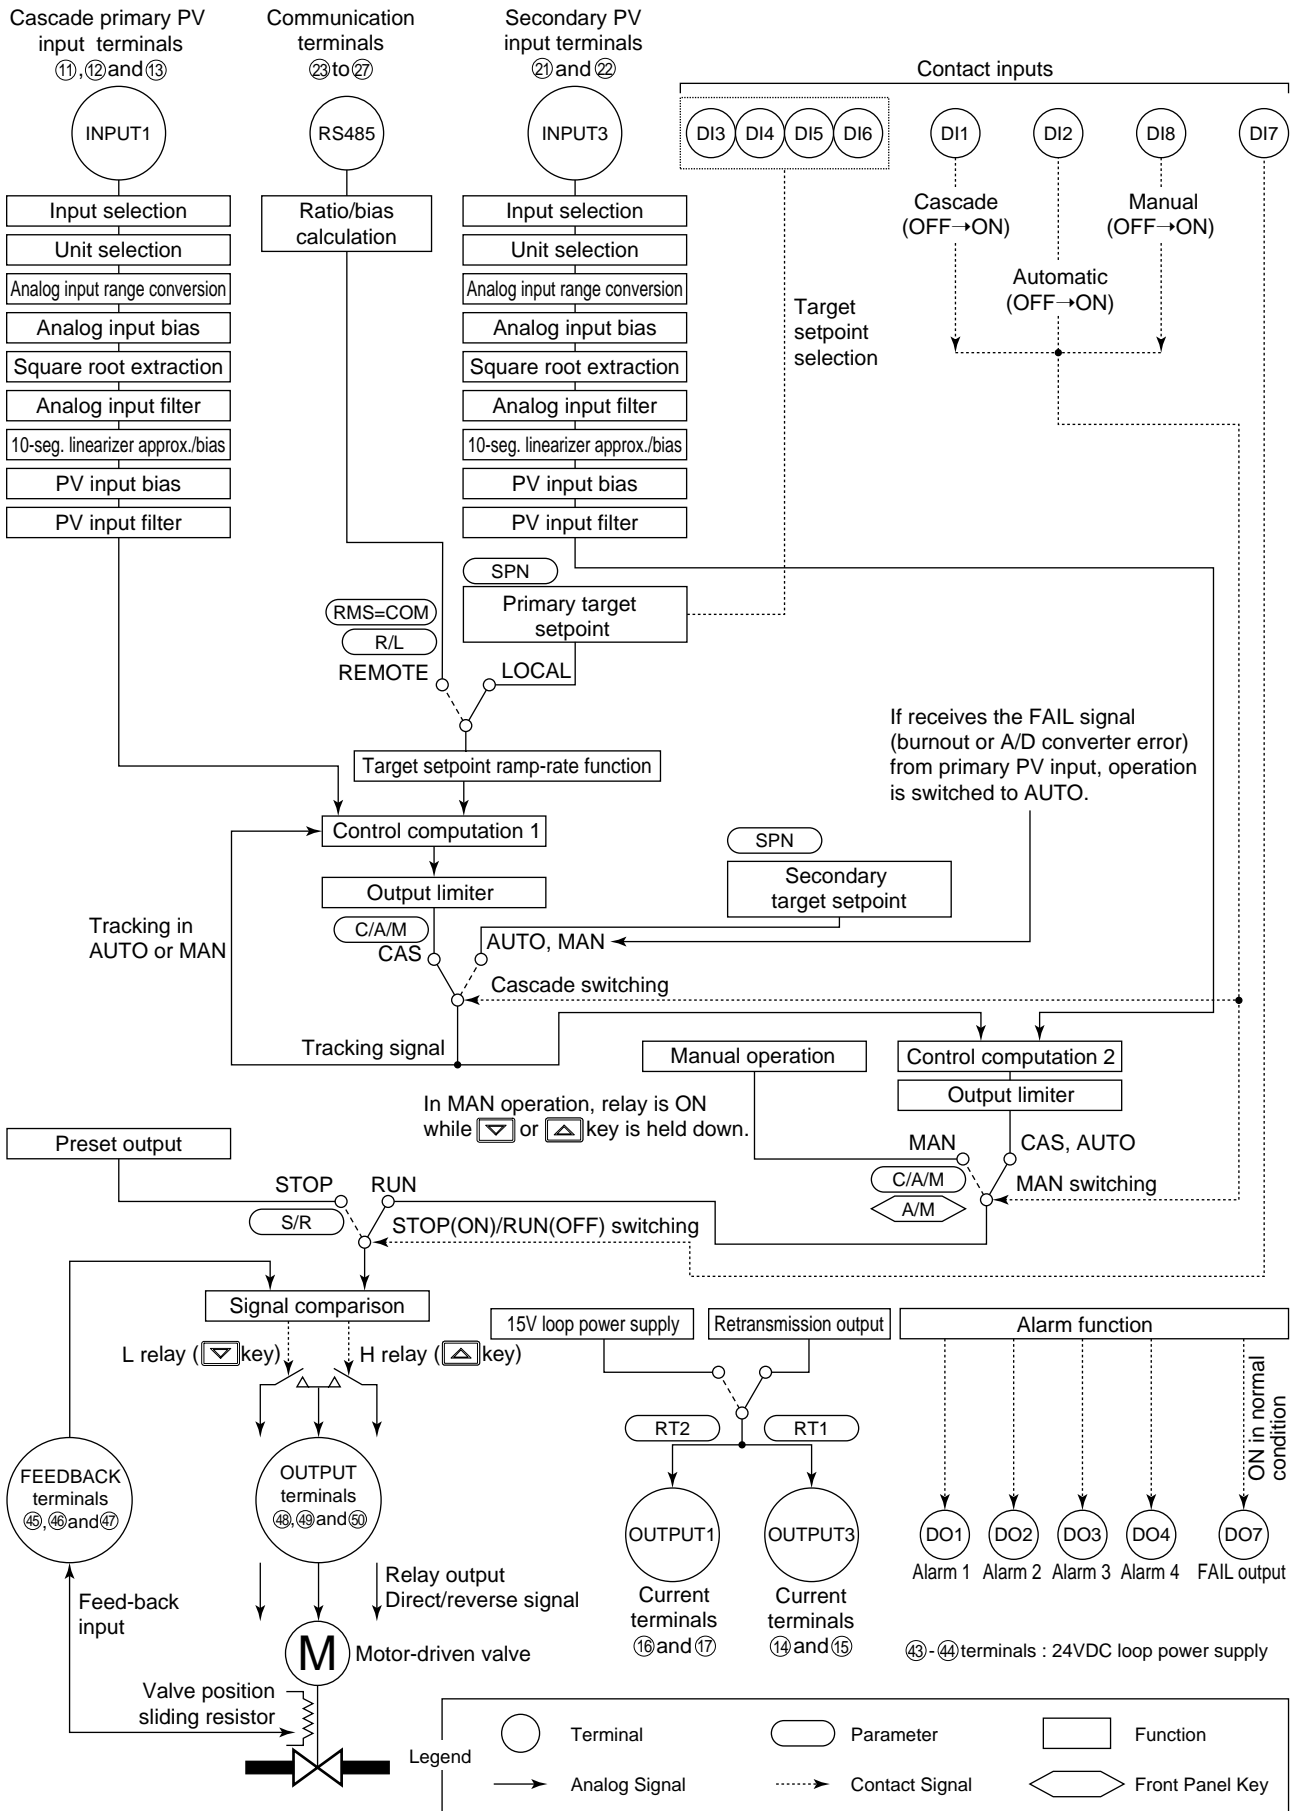 Cascade primary PV
input terminals
⑪,⑫and⑬
Communication
terminals
㉓to㉗
Secondary PV
input terminals
㉑and㉒
Contact inputs
INPUT1
RS485
INPUT3
DI3
DI4
DI5
DI6
DI1
DI2
DI8
DI7
Input selection
Unit selection
Analog input range conversion
Analog input bias
Square root extraction
Analog input filter
10-seg. linearizer approx./bias
PV input bias
PV input filter
Ratio/bias
calculation
Input selection
Unit selection
Analog input range conversion
Analog input bias
Square root extraction
Analog input filter
10-seg. linearizer approx./bias
PV input bias
PV input filter
Cascade
(OFF→ON)
Manual
(OFF→ON)
Automatic
(OFF→ON)
Target
setpoint
selection
SPN
Primary target
setpoint
RMS=COM
R/L
REMOTE
LOCAL
If receives the FAIL signal
(burnout or A/D converter error)
from primary PV input, operation
is switched to AUTO.
Target setpoint ramp-rate function
Control computation 1
SPN
Secondary
target setpoint
Output limiter
Tracking in
AUTO or MAN
C/A/M
CAS
AUTO, MAN
Cascade switching
Tracking signal
Manual operation
Control computation 2
Output limiter
In MAN operation, relay is ON
while ▽ or △ key is held down.
Preset output
MAN
CAS, AUTO
C/A/M
A/M
MAN switching
STOP
RUN
S/R
STOP(ON)/RUN(OFF) switching
Signal comparison
L relay (▽key)
H relay (△key)
15V loop power supply
Retransmission output
Alarm function
RT2
RT1
ON in normal
condition
FEEDBACK
terminals
㊺,㊻and㊼
OUTPUT
terminals
㊽,㊾and㊿
OUTPUT1
OUTPUT3
DO1
DO2
DO3
DO4
DO7
Alarm 1
Alarm 2
Alarm 3
Alarm 4
FAIL output
Feed-back
input
Relay output
Direct/reverse signal
Current
terminals
⑯and⑰
Current
terminals
⑭and⑮
M
Motor-driven valve
㊸-㊹terminals : 24VDC loop power supply
Valve position
sliding resistor
Legend
Terminal
Parameter
Function
Analog Signal
Contact Signal
Front Panel Key